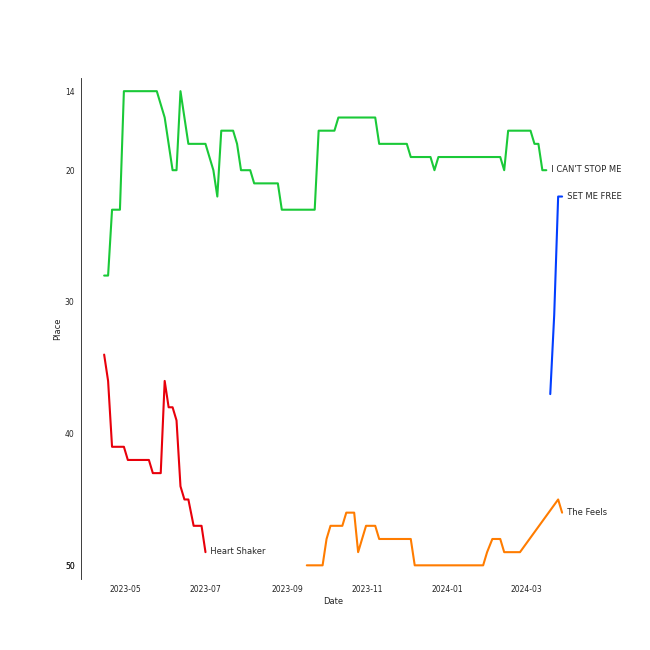 14
20
30
40
50
Place
I CAN'T STOP ME
SET ME FREE
The Feels
Heart Shaker
2023-05
2023-07
2023-09
2023-11
2024-01
2024-03
Date